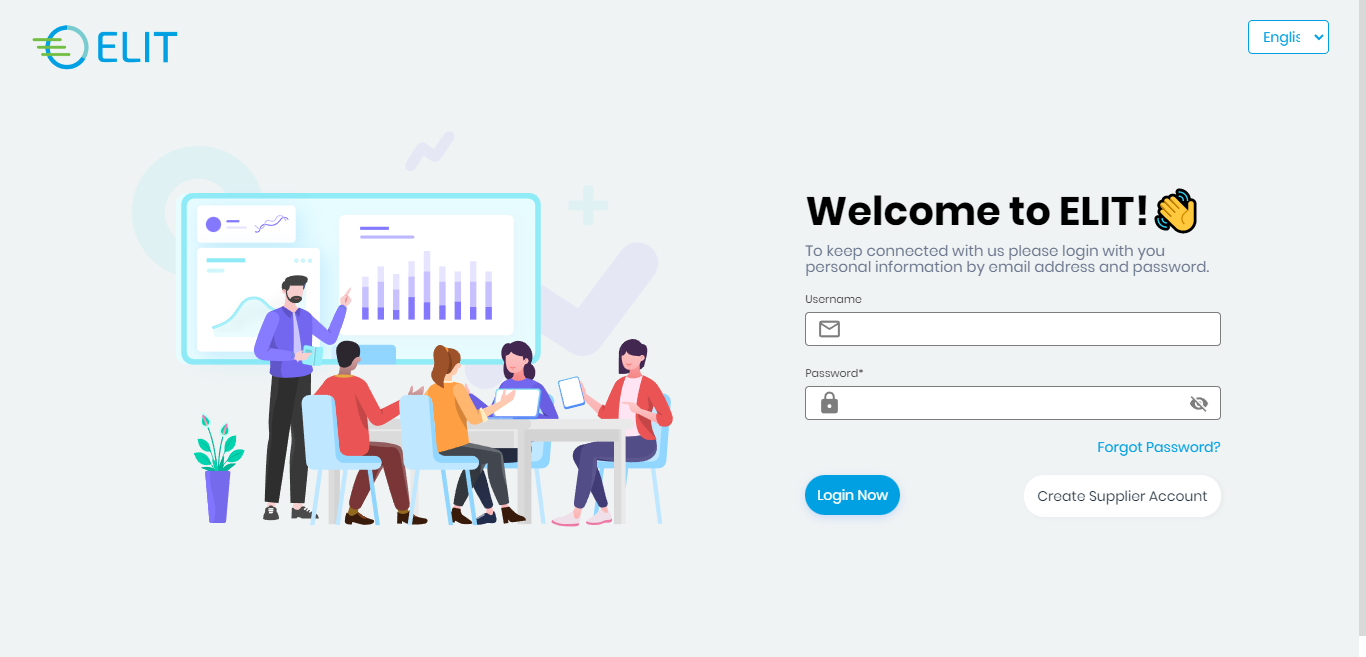 ELIT
Englis
Welcome to ELIT!
To keep connected with us please login with you
personal information by email address and password.
Username
Password*
Forgot Password?
Login Now
Create Supplier Account